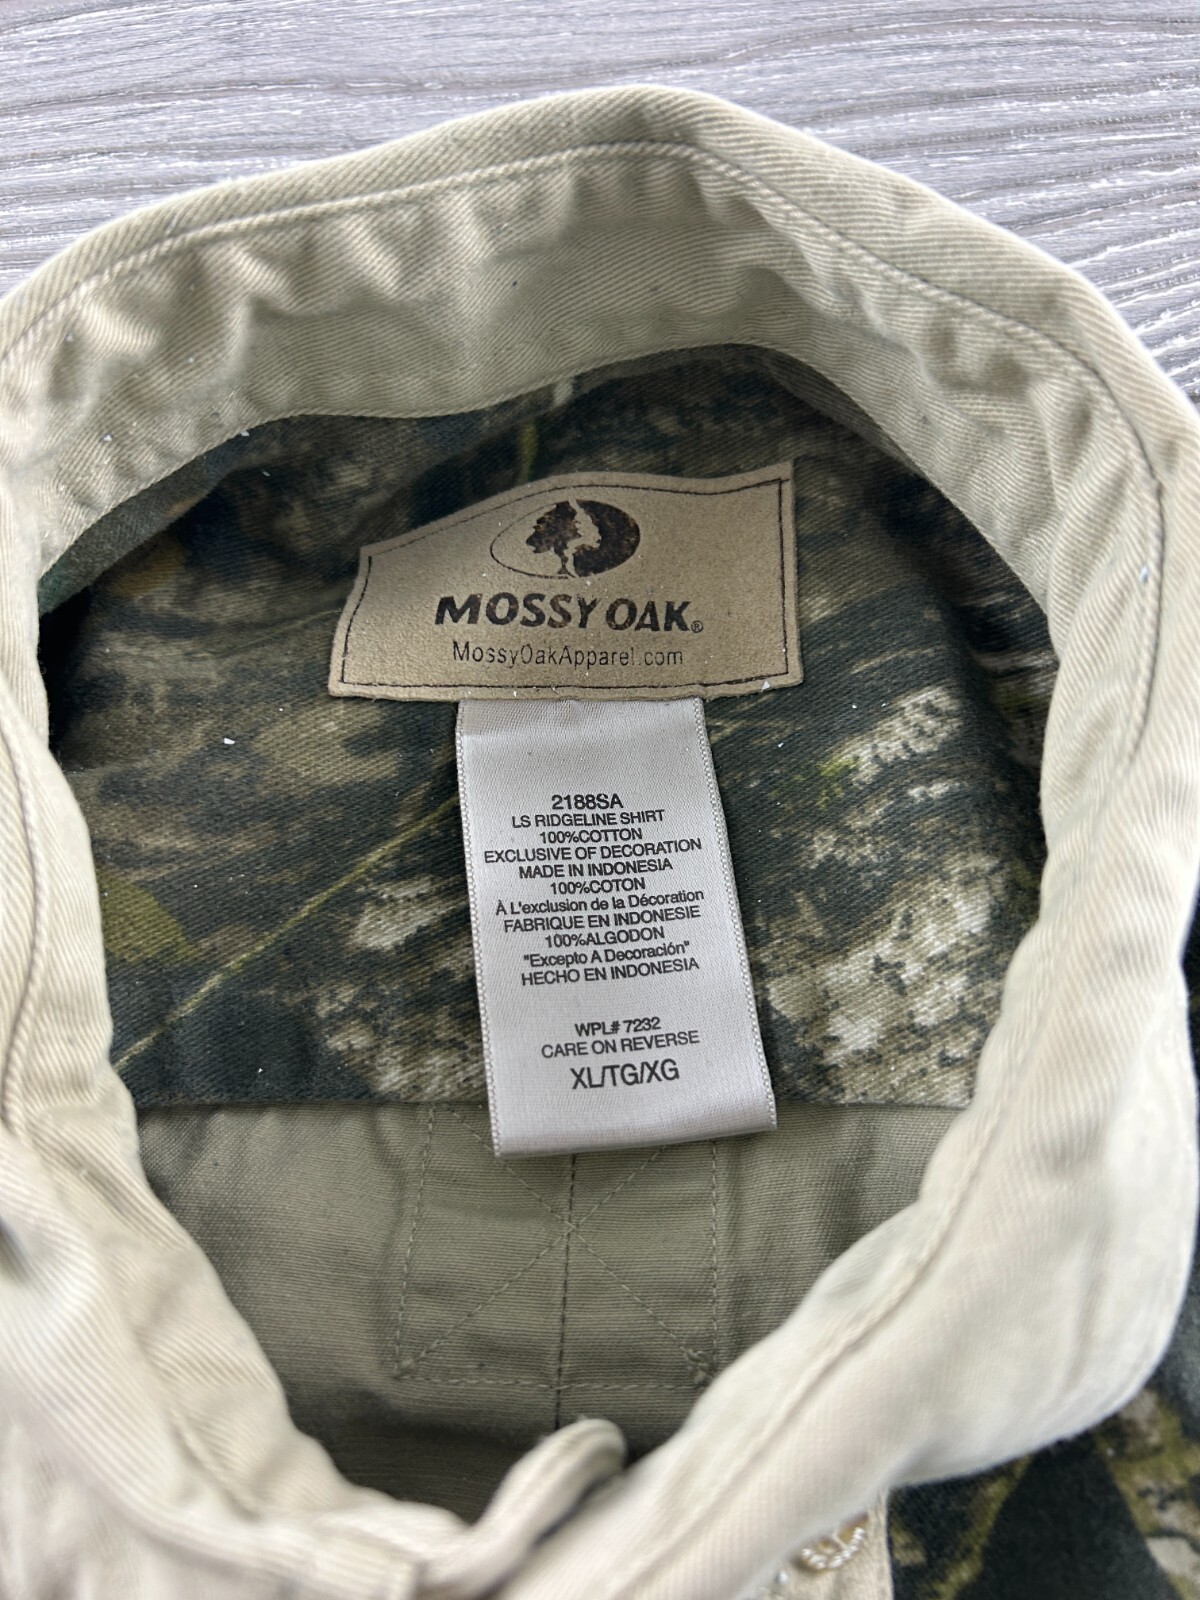 MOSSY OAK®
MossyOakApparel.com
2188SA
LS RIDGELINE SHIRT
100%COTTON
EXCLUSIVE OF DECORATION
MADE IN INDONESIA
100%COTON
À L'exclusion de la Décoration
FABRIQUE EN INDONESIE
100%ALGODON
"Excepto A Decoración"
HECHO EN INDONESIA
WPL# 7232
CARE ON REVERSE
XL/TG/XG